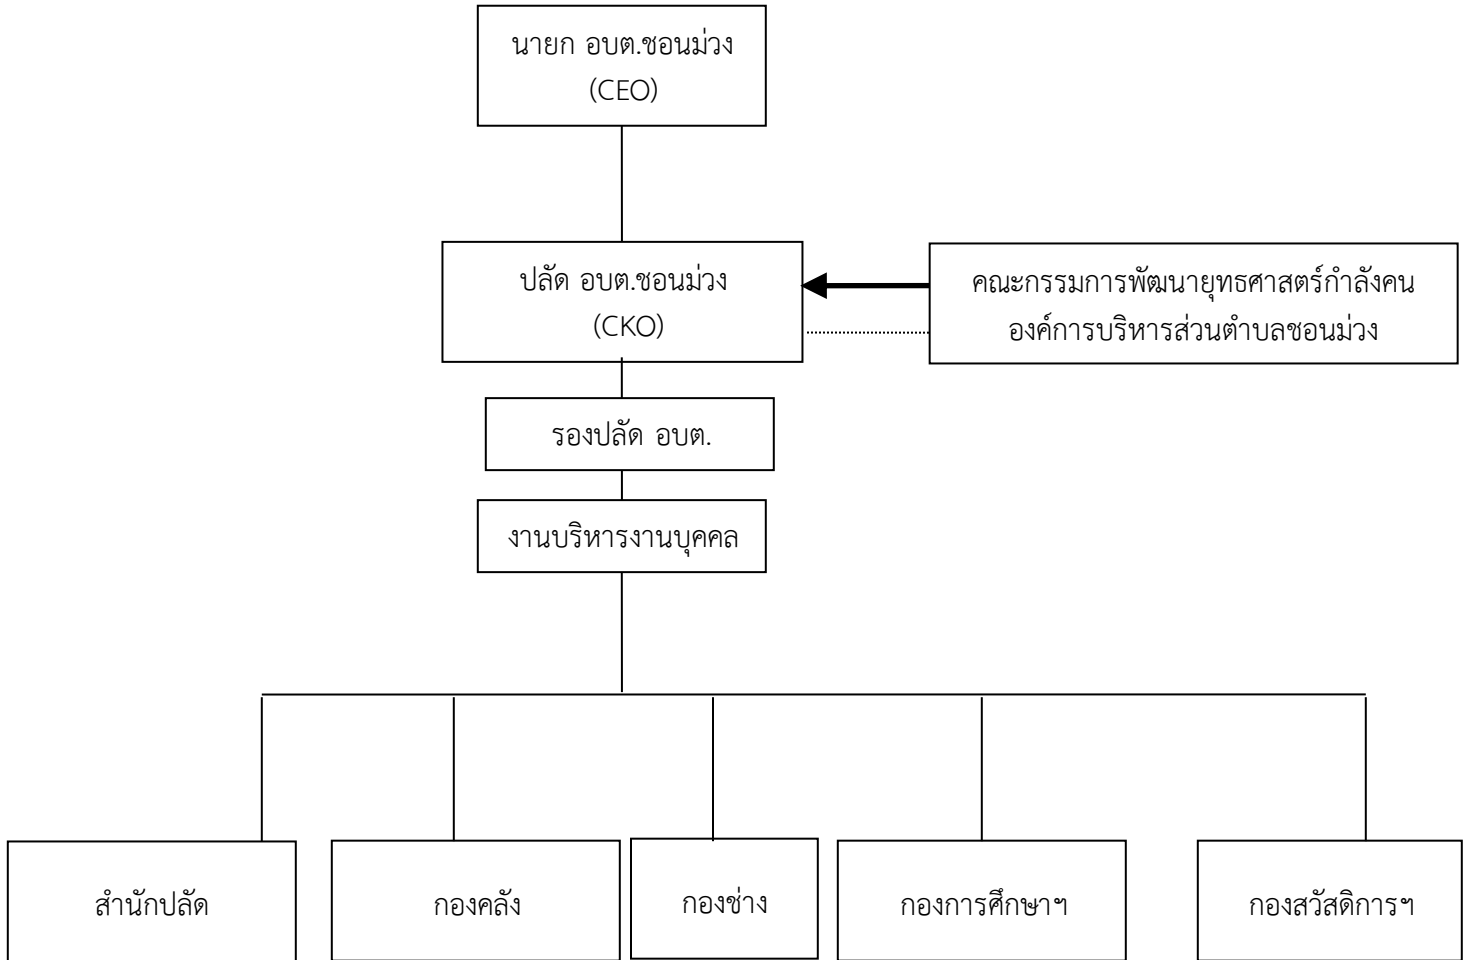 นายก อบต.ชอนม่วง
(CEO)
ปลัด อบต.ชอนม่วง
(CKO)
คณะกรรมการพัฒนายุทธศาสตร์กำลังคน
องค์การบริหารส่วนตำบลชอนม่วง
รองปลัด อบต.
งานบริหารงานบุคคล
สำนักปลัด
กองคลัง
กองช่าง
กองการศึกษาฯ
กองสวัสดิการฯ